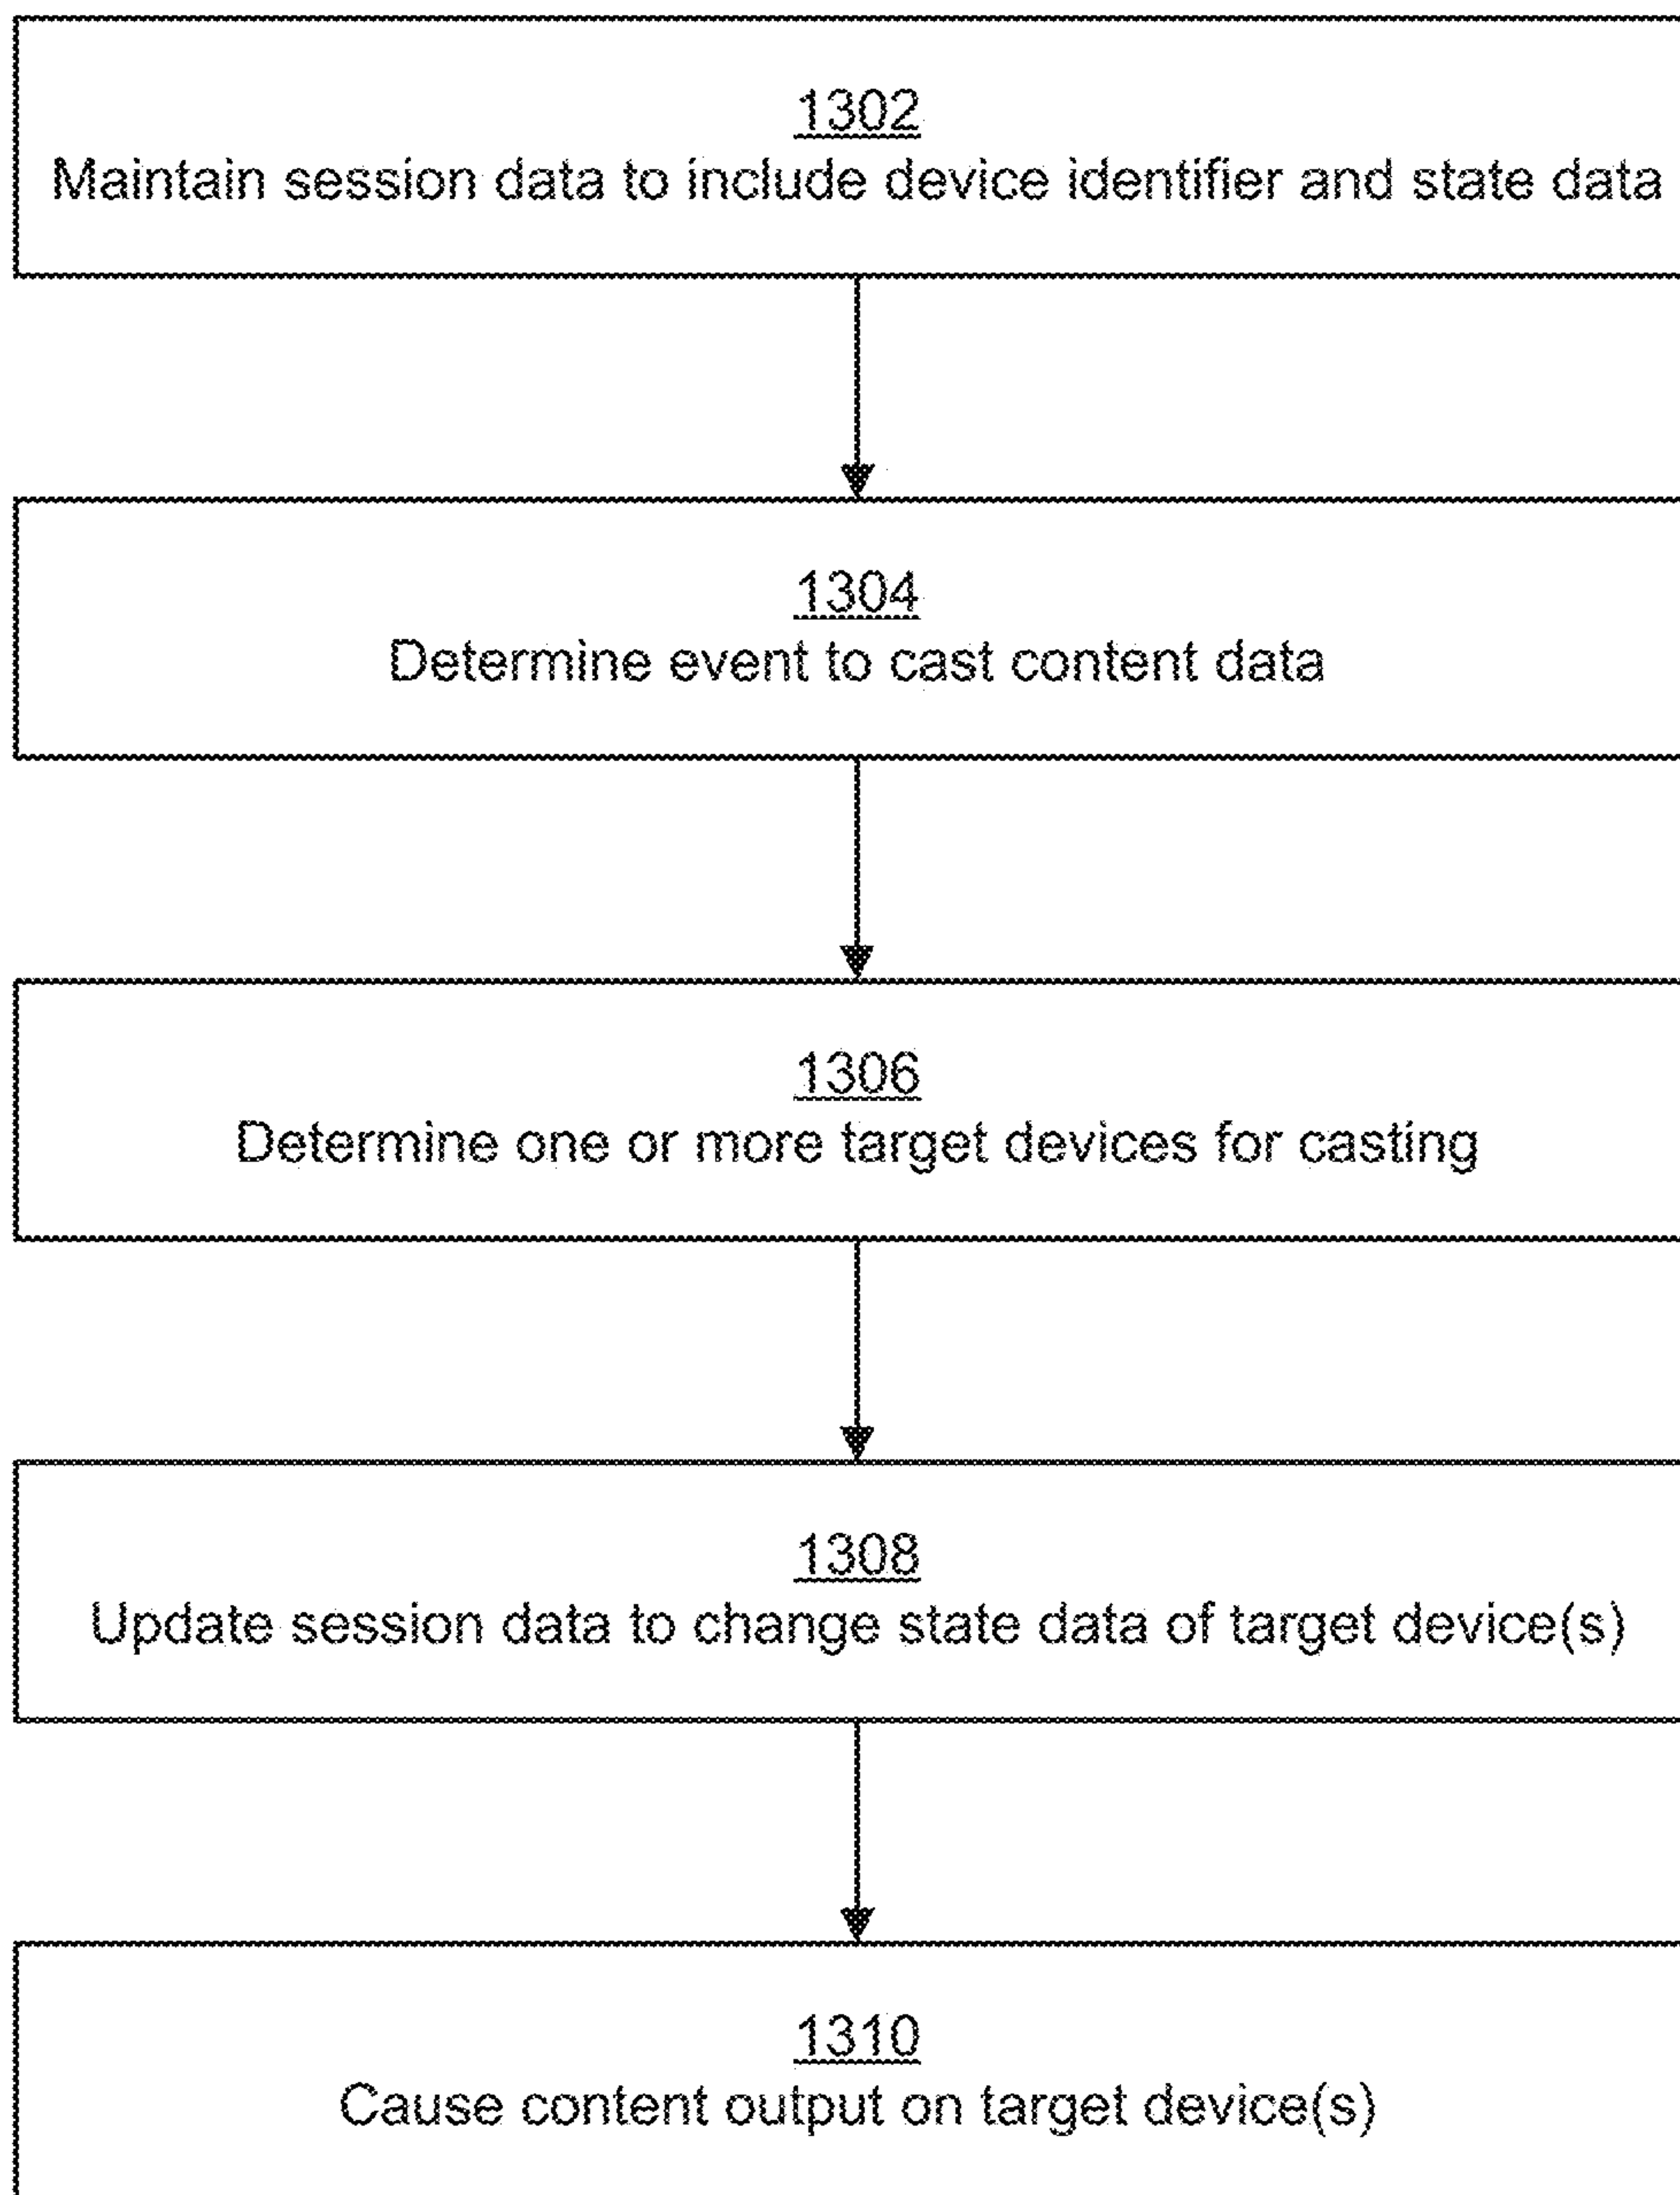 1302
Maintain session data to include device identifier and state data
1304
Determine event to cast content data
1306
Determine one or more target devices for casting
1308
Update session data to change state data of target device(s)
1310
Cause content output on target device(s)